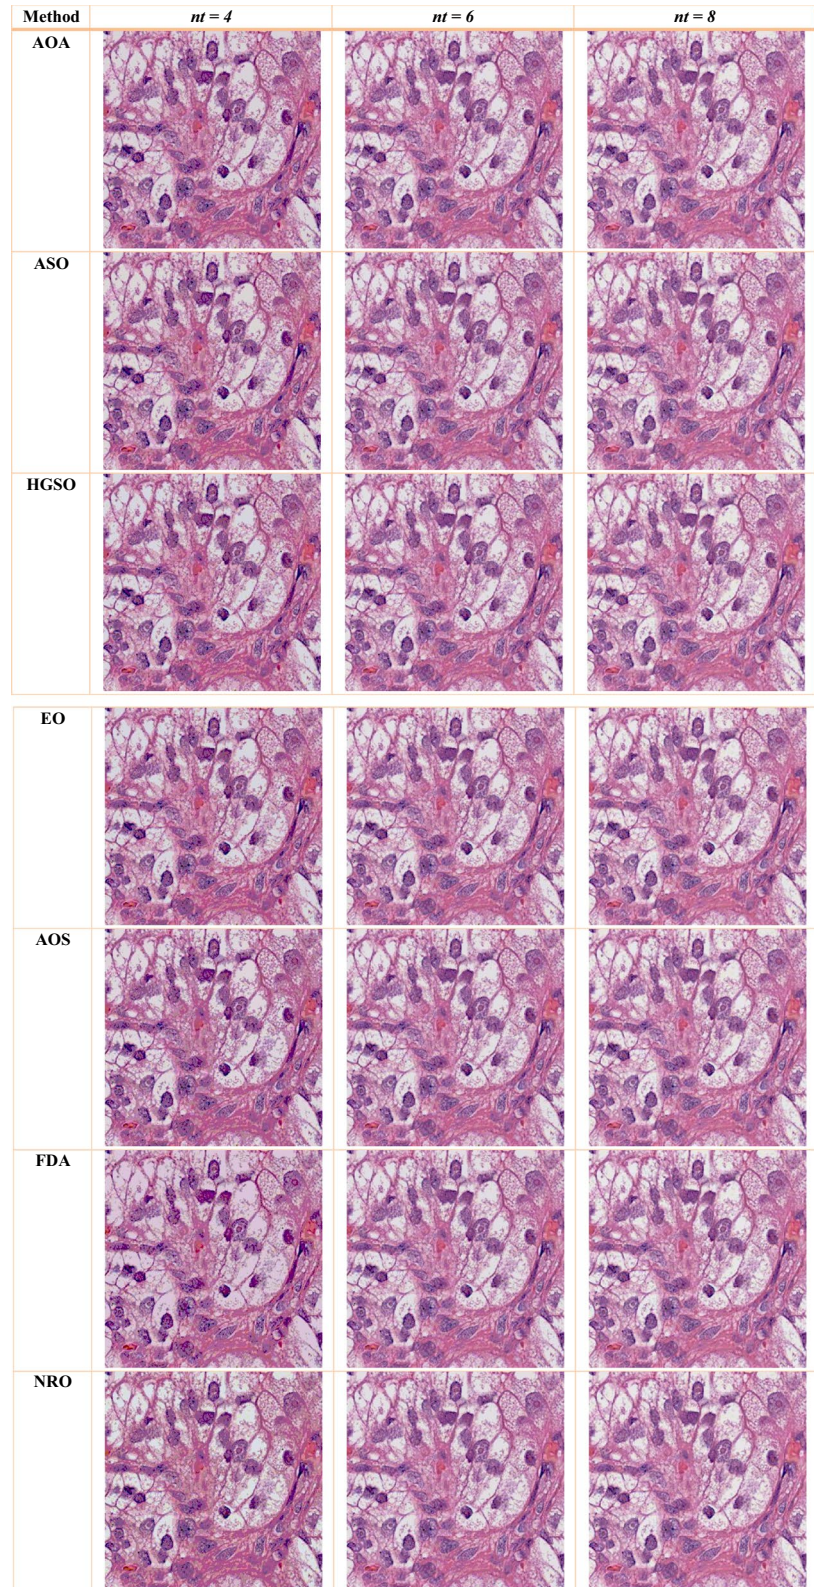 Method nt = 4 nt = 6 nt = 8
AOA
ASO
HGSO
EO
AOS
FDA
NRO